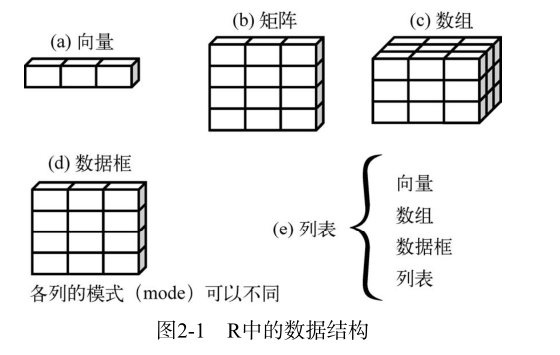 (a) 向量
(b) 矩阵
(c) 数组
(d) 数据框
各列的模式（mode）可以不同
(e) 列表
向量
数组
数据框
列表
图2-1 R中的数据结构